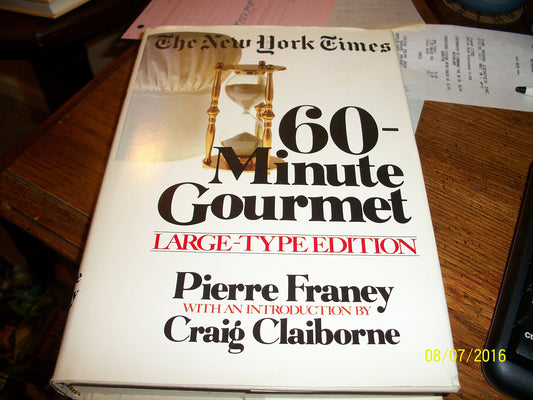 The New York Times
60-
Minute
Gourmet
LARGE-TYPE EDITION
Pierre Franey
WITH AN INTRODUCTION BY
Craig Claiborne
08/07/2016